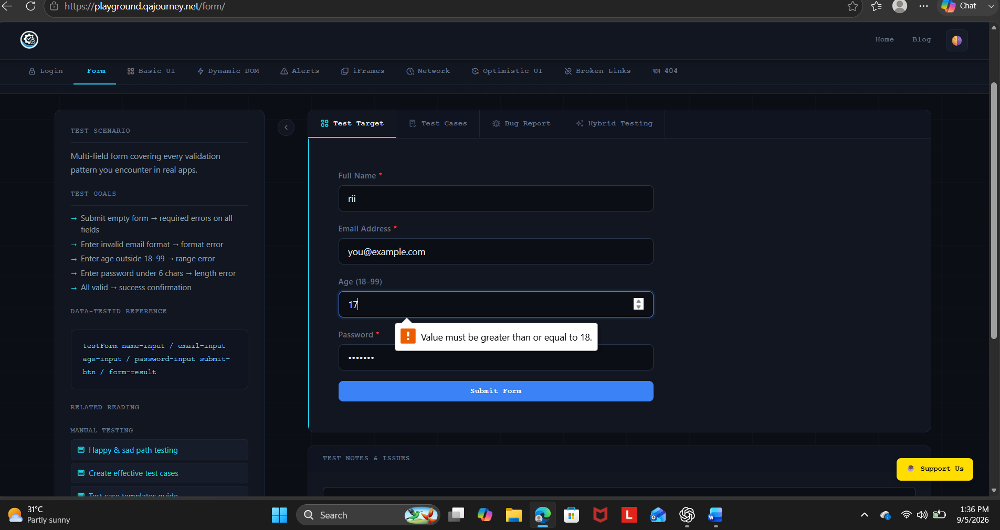 https://playground.qajourney.net/form/
Chat
Home
Blog
Login
Form
Basic UI
Dynamic DOM
Alerts
iFrames
Network
Optimistic UI
Broken Links
404 404
TEST SCENARIO
Multi-field form covering every validation
pattern you encounter in real apps.
TEST GOALS
→ Submit empty form → required errors on all
fields
→ Enter invalid email format → format error
→ Enter age outside 18–99 → range error
→ Enter password under 6 chars → length error
→ All valid → success confirmation
DATA-TESTID REFERENCE
testForm name-input / email-input
age-input / password-input submit-
btn / form-result
RELATED READING
MANUAL TESTING
Happy & sad path testing
Create effective test cases
Test case templates guide
Test Target
Test Cases
Bug Report
Hybrid Testing
Full Name *
rii
Email Address *
you@example.com
Age (18–99)
17
Value must be greater than or equal to 18.
Password *
•••••••
Submit Form
TEST NOTES & ISSUES
Support Us
31°C
Partly sunny
Search
L
1:36 PM
9/5/2026